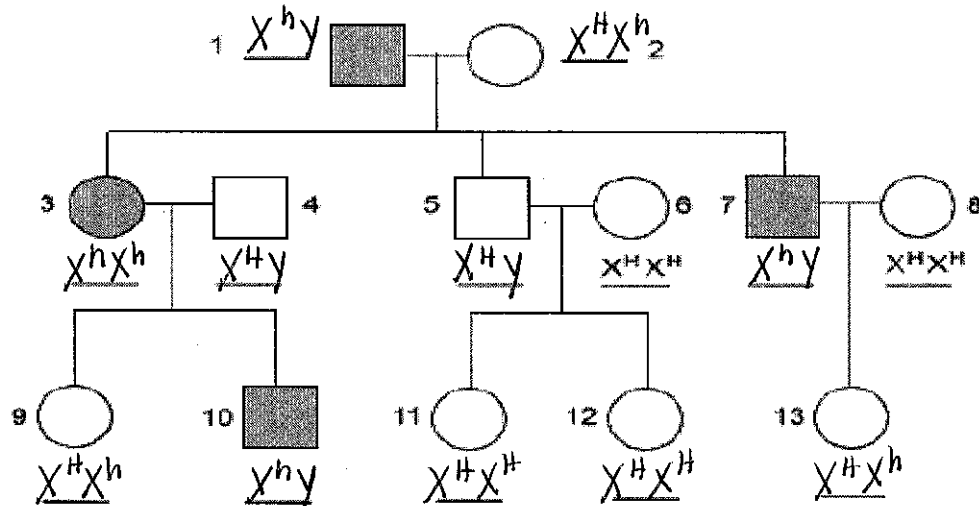 1 XʰY XᴴXʰ 2
3 4 5 6 7 8
XʰXʰ XᴴY XᴴY XᴴXᴴ XʰY XᴴXᴴ
9 10 11 12 13
XᴴXʰ XʰY XᴴXᴴ XᴴXᴴ XᴴXʰ